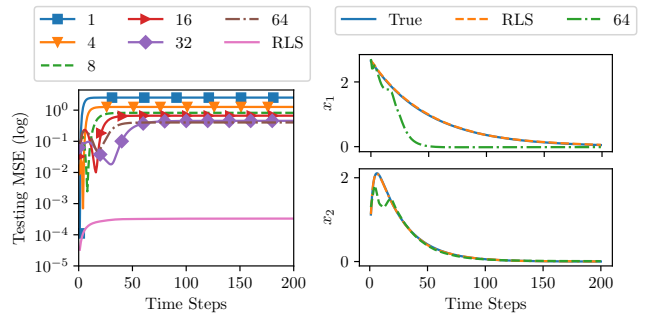 1 16 64
4 32 RLS
8
Testing MSE (log)
10^0
10^-1
10^-2
10^-3
10^-4
10^-5
0 50 100 150 200
Time Steps
True RLS 64
x_1
2
0
x_2
2
0
0 50 100 150 200
Time Steps